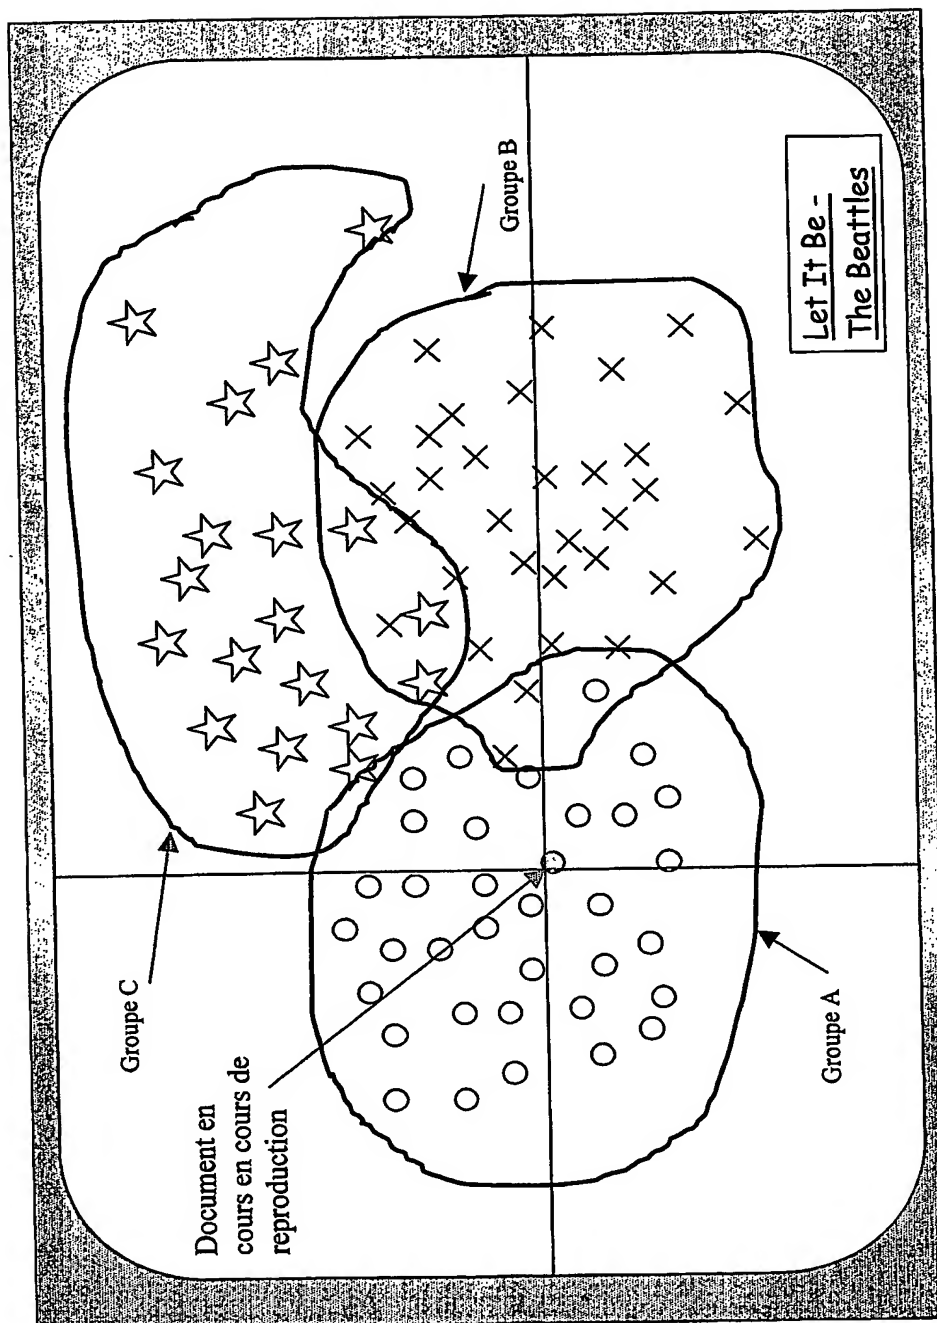 Groupe C
Document en
cours en cours de
reproduction
Groupe B
Groupe A
Let It Be -
The Beattles